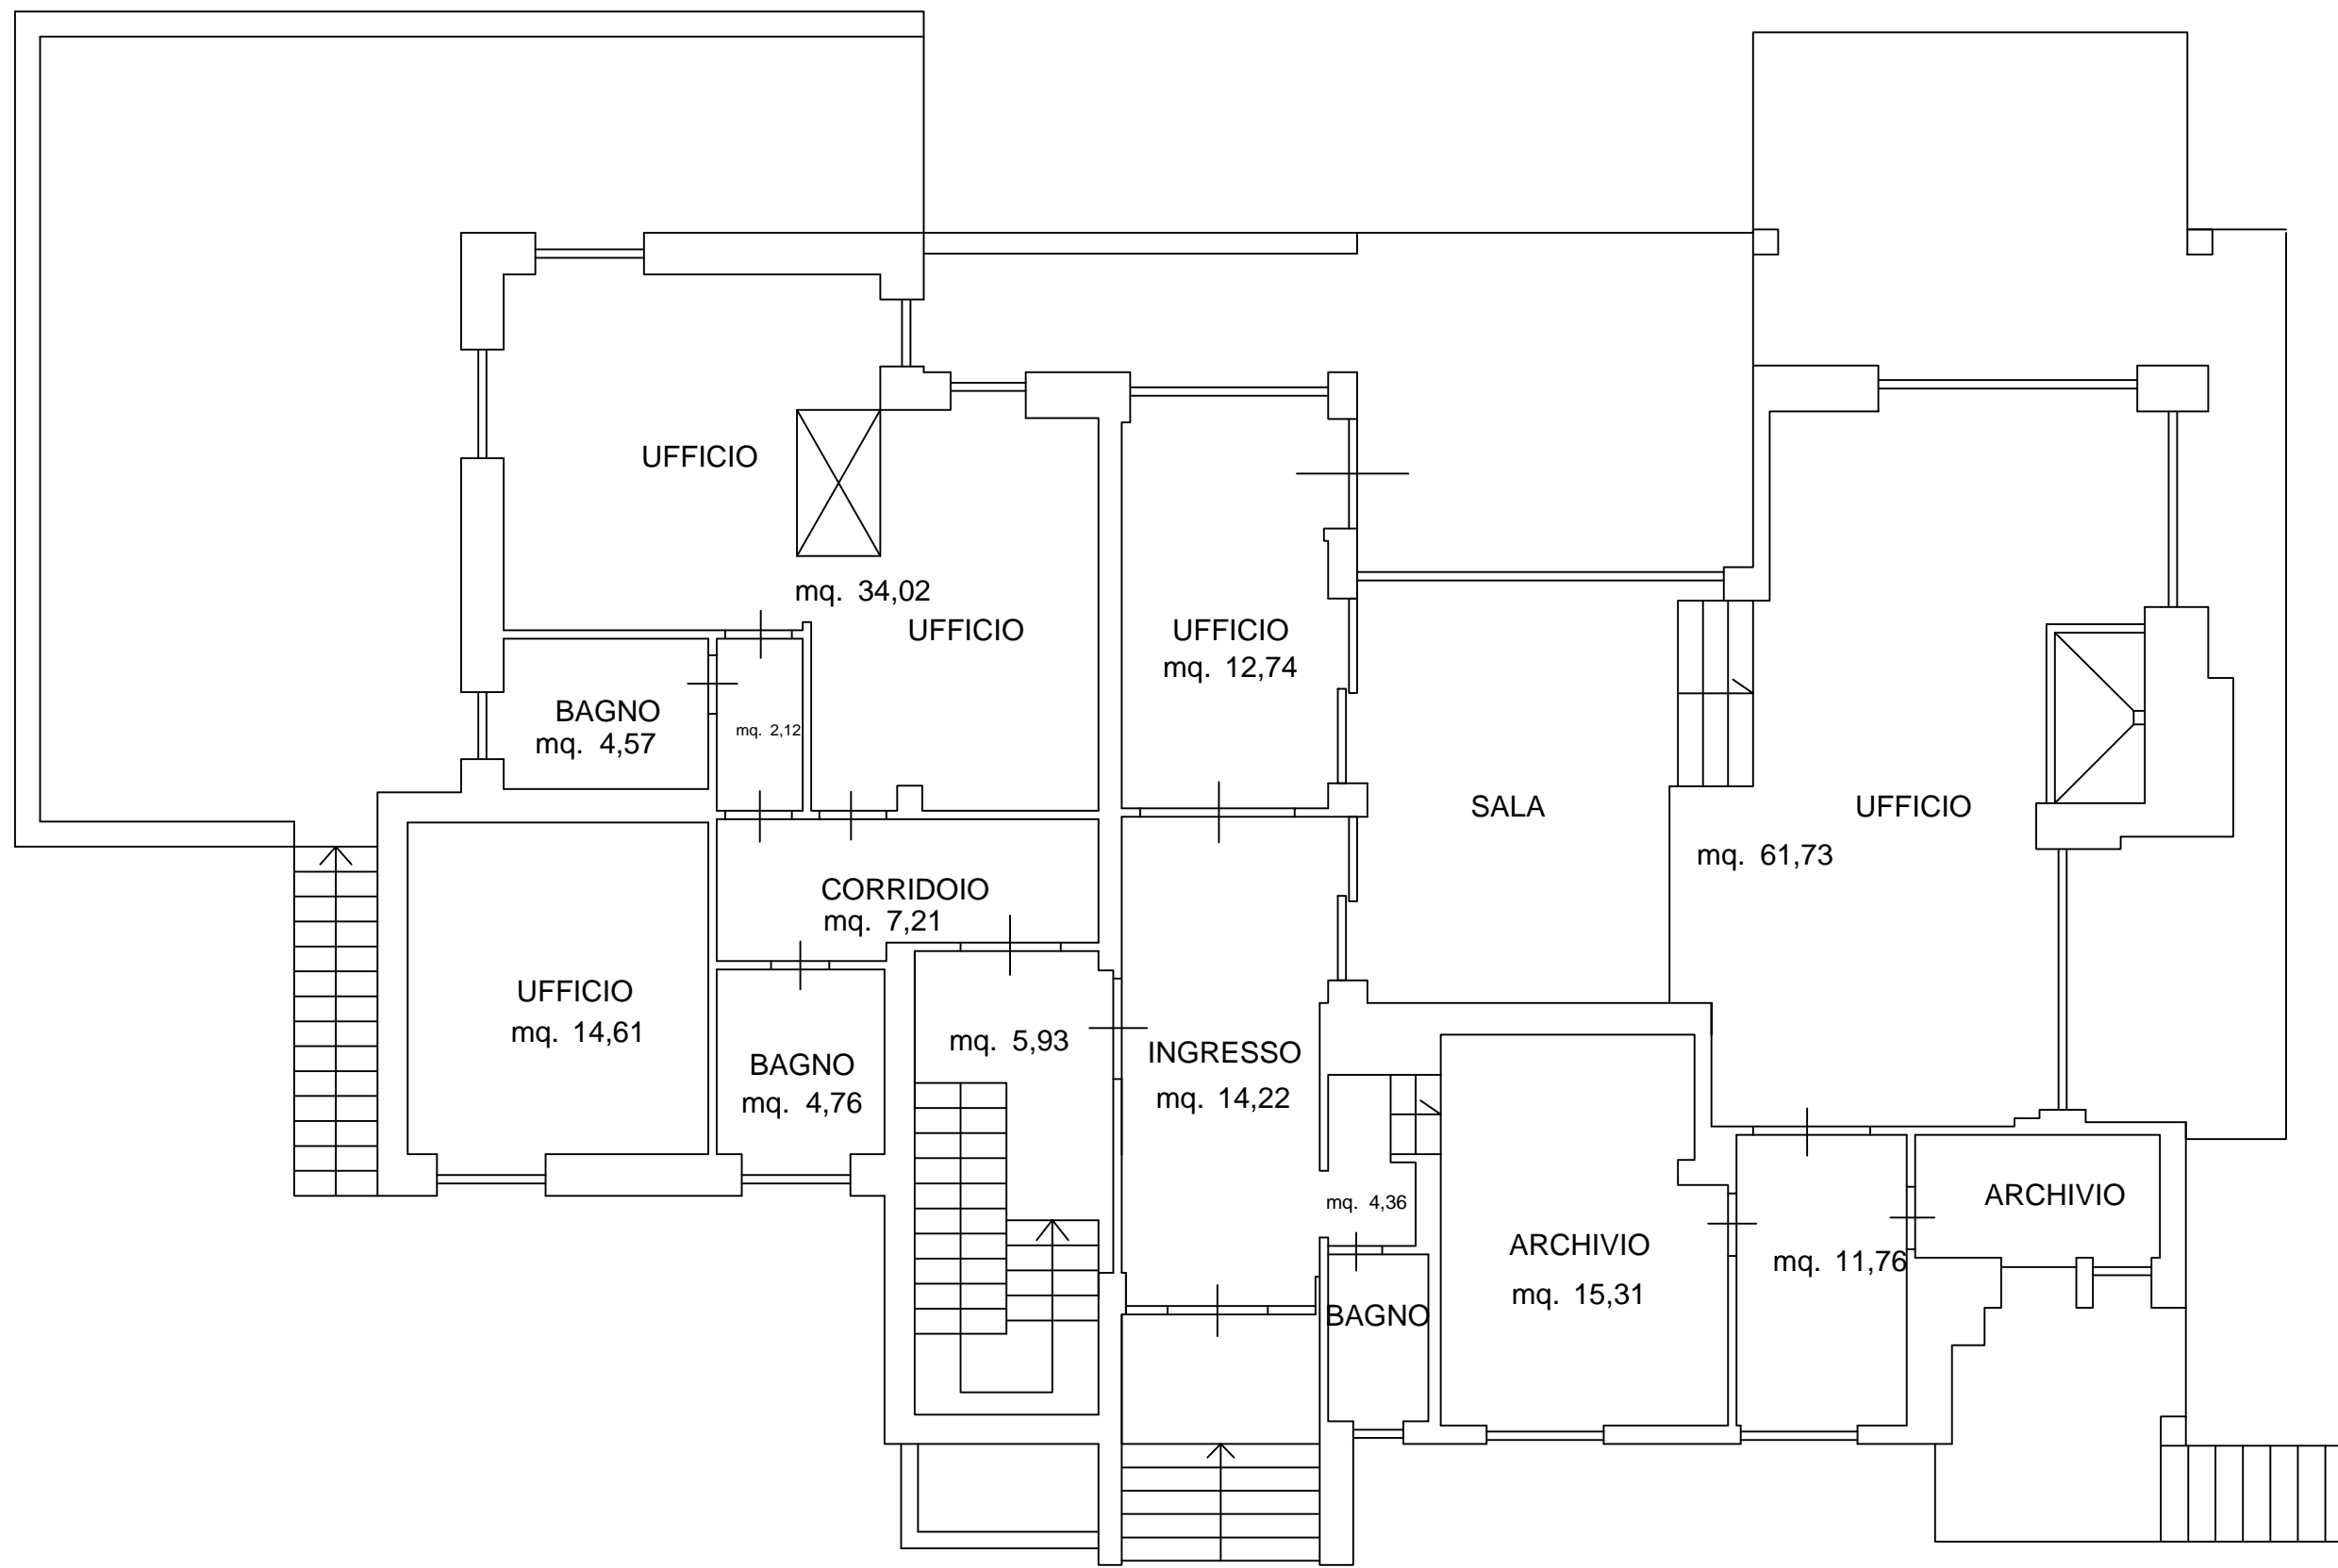 UFFICIO
mq. 34,02
UFFICIO
UFFICIO
mq. 12,74
BAGNO
mq. 4,57
mq. 2,12
SALA
UFFICIO
mq. 61,73
CORRIDOIO
mq. 7,21
UFFICIO
mq. 14,61
BAGNO
mq. 4,76
mq. 5,93
INGRESSO
mq. 14,22
mq. 4,36
BAGNO
ARCHIVIO
mq. 15,31
mq. 11,76
ARCHIVIO